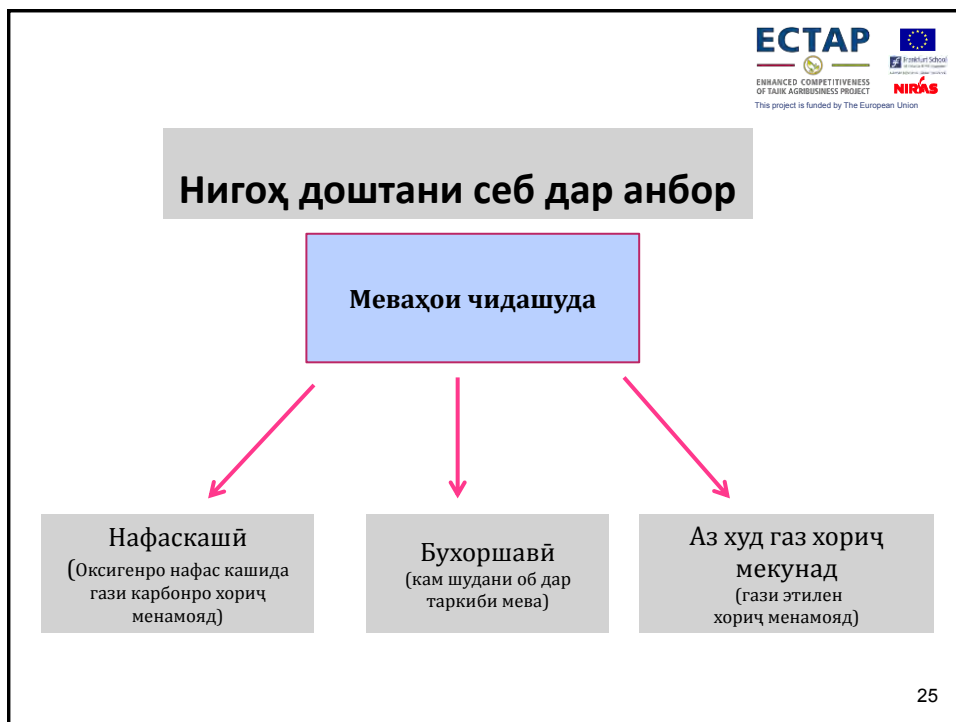 ECTAP
ENHANCED COMPETITIVENESS
OF TAJIK AGRIBUSINESS PROJECT
Frankfurt School
NIRAS
This project is funded by The European Union
Нигоҳ доштани себ дар анбор
Меваҳои чидашуда
Нафаскашӣ
(Оксигенро нафас кашида
гази карбонро хориҷ
менамояд)
Бухоршавӣ
(кам шудани об дар
таркиби мева)
Аз худ газ хориҷ
мекунад
(гази этилен
хориҷ менамояд)
25